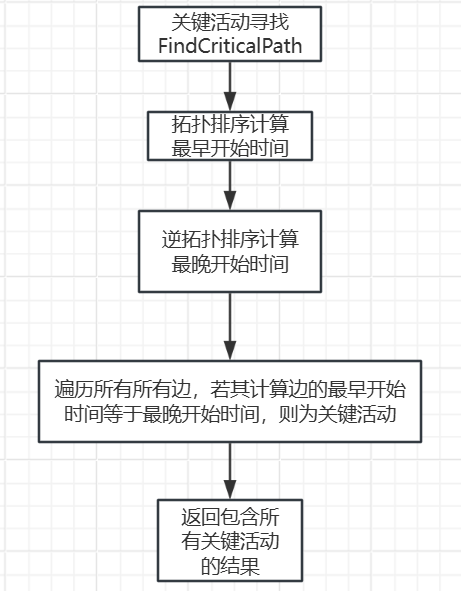 关键活动寻找
FindCriticalPath
拓扑排序计算
最早开始时间
逆拓扑排序计算
最晚开始时间
遍历所有所有边，若其计算边的最早开始
时间等于最晚开始时间，则为关键活动
返回包含所
有关键活动
的结果